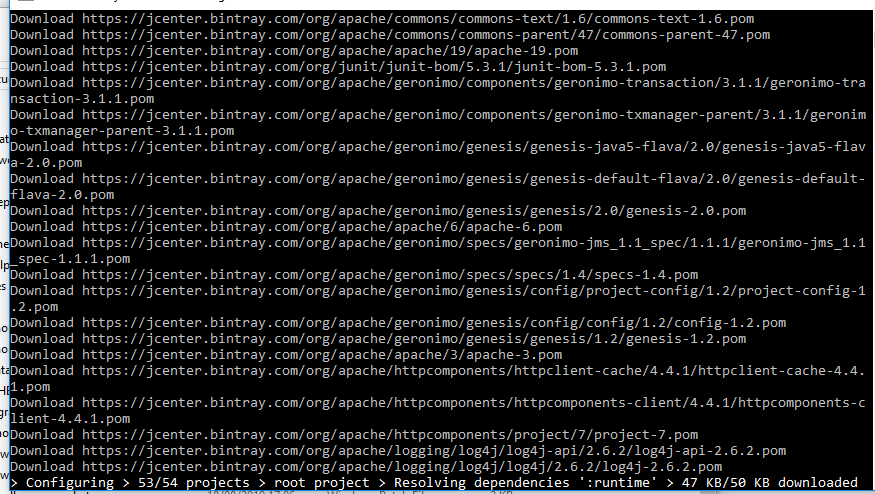 Download https://jcenter.bintray.com/org/apache/commons/commons-text/1.6/commons-text-1.6.pom
Download https://jcenter.bintray.com/org/apache/commons/commons-parent/47/commons-parent-47.pom
Download https://jcenter.bintray.com/org/apache/apache/19/apache-19.pom
Download https://jcenter.bintray.com/org/junit/junit-bom/5.3.1/junit-bom-5.3.1.pom
Download https://jcenter.bintray.com/org/apache/geronimo/components/geronimo-transaction/3.1.1/geronimo-tra
nsaction-3.1.1.pom
Download https://jcenter.bintray.com/org/apache/geronimo/components/geronimo-txmanager-parent/3.1.1/geronim
o-txmanager-parent-3.1.1.pom
Download https://jcenter.bintray.com/org/apache/geronimo/genesis/genesis-java5-flava/2.0/genesis-java5-flav
a-2.0.pom
Download https://jcenter.bintray.com/org/apache/geronimo/genesis/genesis-default-flava/2.0/genesis-default-
flava-2.0.pom
Download https://jcenter.bintray.com/org/apache/geronimo/genesis/genesis/2.0/genesis-2.0.pom
Download https://jcenter.bintray.com/org/apache/apache/6/apache-6.pom
Download https://jcenter.bintray.com/org/apache/geronimo/specs/geronimo-jms_1.1_spec/1.1.1/geronimo-jms_1.1
_spec-1.1.1.pom
Download https://jcenter.bintray.com/org/apache/geronimo/specs/specs/1.4/specs-1.4.pom
Download https://jcenter.bintray.com/org/apache/geronimo/genesis/config/project-config/1.2/project-config-1
.2.pom
Download https://jcenter.bintray.com/org/apache/geronimo/genesis/config/config/1.2/config-1.2.pom
Download https://jcenter.bintray.com/org/apache/geronimo/genesis/genesis/1.2/genesis-1.2.pom
Download https://jcenter.bintray.com/org/apache/apache/3/apache-3.pom
Download https://jcenter.bintray.com/org/apache/httpcomponents/httpclient-cache/4.4.1/httpclient-cache-4.4.
1.pom
Download https://jcenter.bintray.com/org/apache/httpcomponents/httpcomponents-client/4.4.1/httpcomponents-c
lient-4.4.1.pom
Download https://jcenter.bintray.com/org/apache/httpcomponents/project/7/project-7.pom
Download https://jcenter.bintray.com/org/apache/logging/log4j/log4j-api/2.6.2/log4j-api-2.6.2.pom
Download https://jcenter.bintray.com/org/apache/logging/log4j/log4j/2.6.2/log4j-2.6.2.pom
> Configuring > 53/54 projects > root project > Resolving dependencies ':runtime' > 47 KB/50 KB downloaded